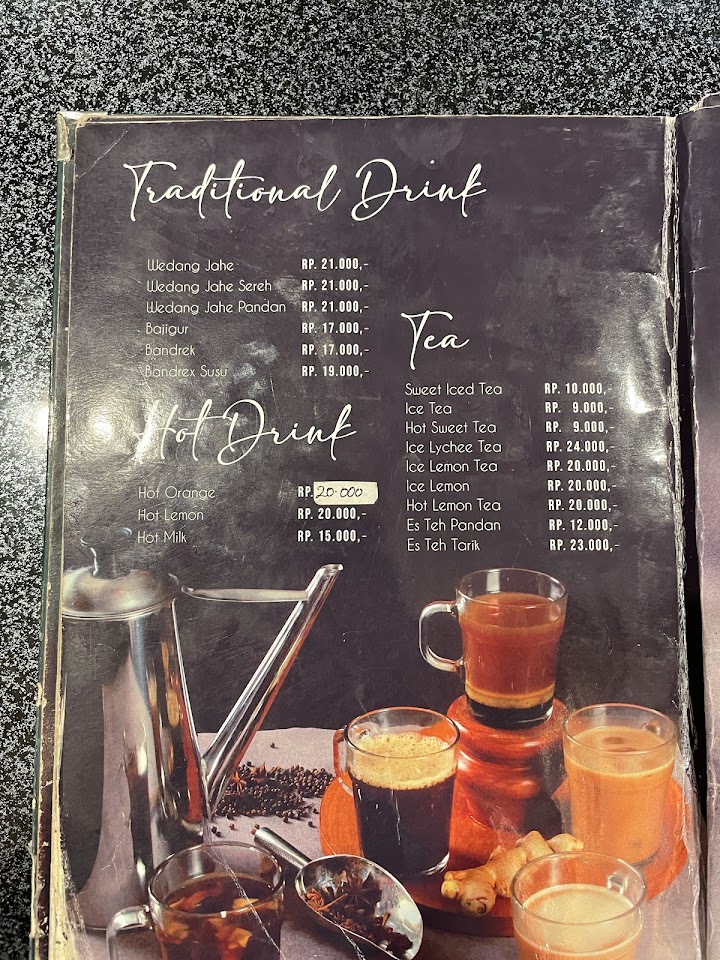 Traditional Drink
Wedang Jahe RP. 21.000,-
Wedang Jahe Sereh RP. 21.000,-
Wedang Jahe Pandan RP. 21.000,-
Bajigur RP. 17.000,-
Bandrek RP. 17.000,-
Bandrex Susu RP. 19.000,-
Hot Drink
Hot Orange RP. 20.000
Hot Lemon RP. 20.000,-
Hot Milk RP. 15.000,-
Tea
Sweet Iced Tea RP. 10.000,-
Ice Tea RP. 9.000,-
Hot Sweet Tea RP. 9.000,-
Ice Lychee Tea RP. 24.000,-
Ice Lemon Tea RP. 20.000,-
Ice Lemon RP. 20.000,-
Hot Lemon Tea RP. 20.000,-
Es Teh Pandan RP. 12.000,-
Es Teh Tarik RP. 23.000,-